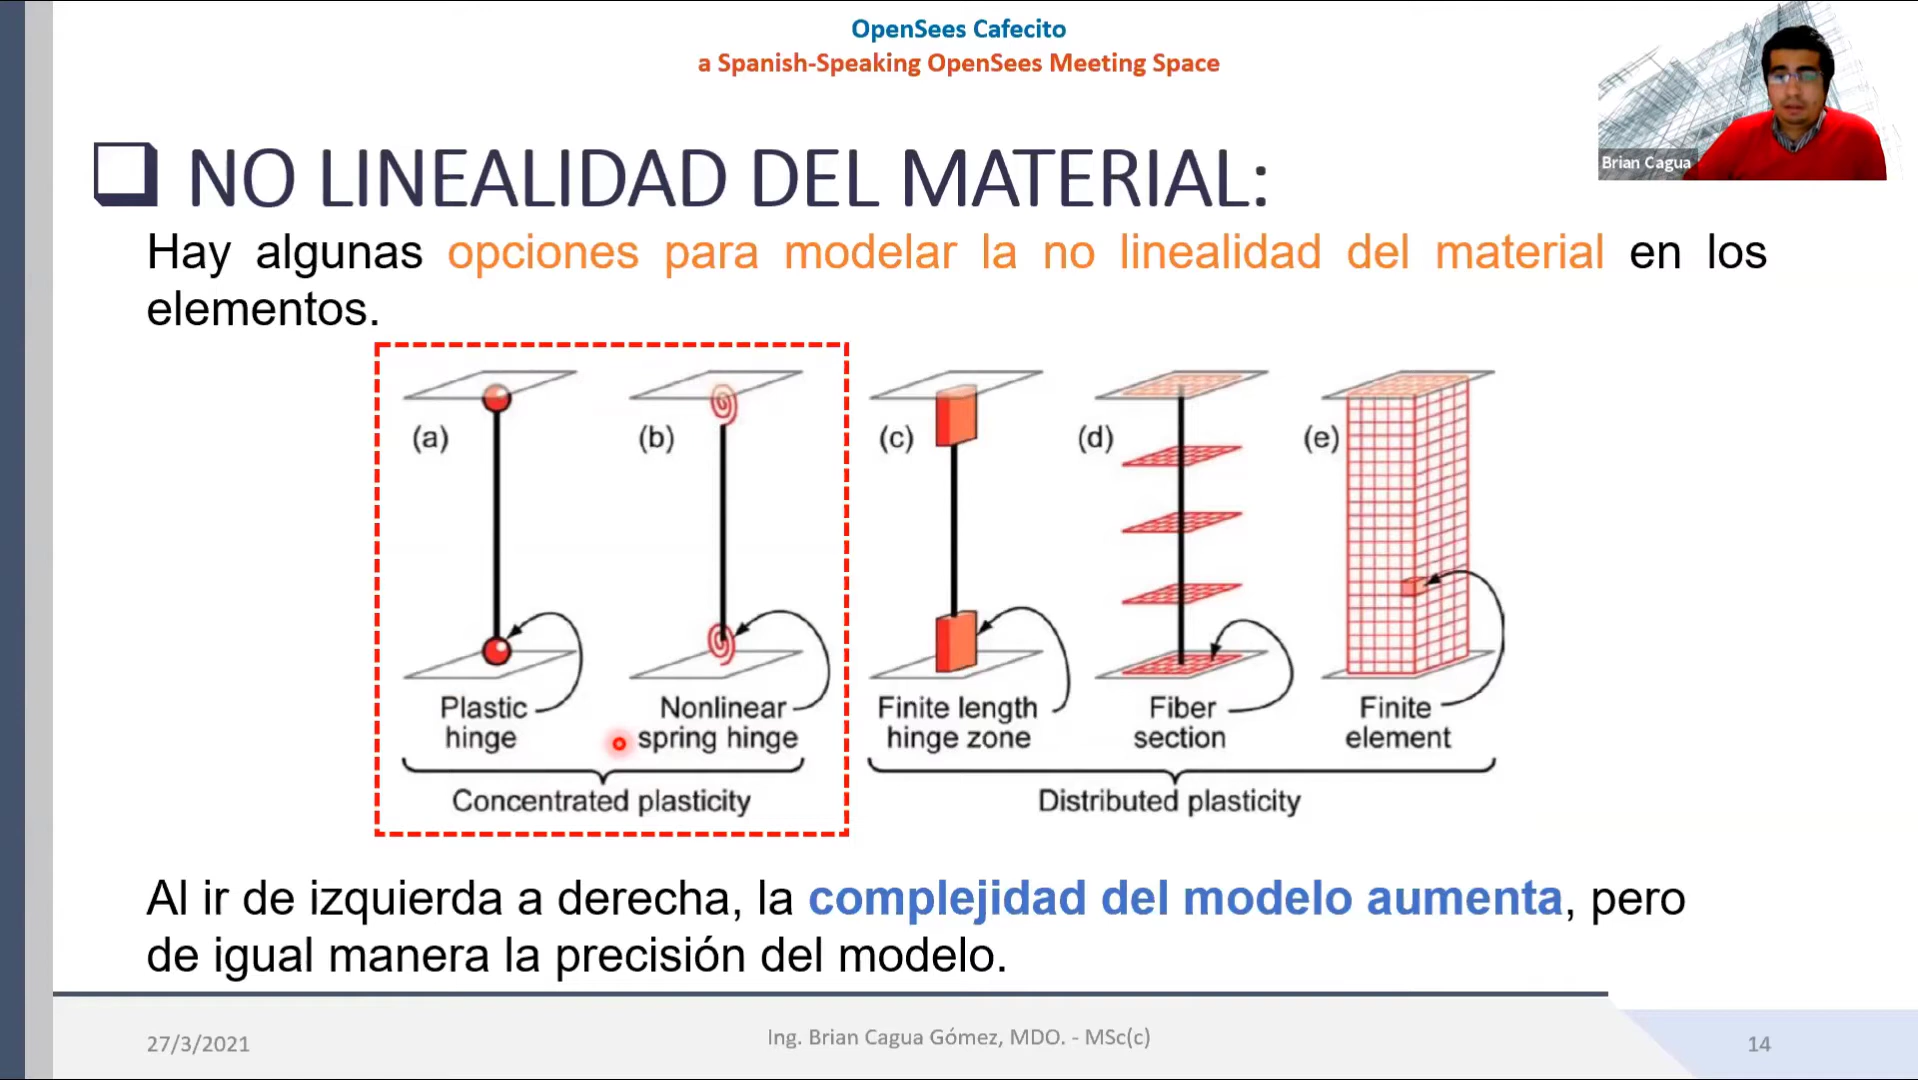 OpenSees Cafecito
a Spanish-Speaking OpenSees Meeting Space
Brian Cagua
NO LINEALIDAD DEL MATERIAL:
Hay algunas opciones para modelar la no linealidad del material en los
elementos.
(a)
(b)
(c)
(d)
(e)
Plastic
hinge
Nonlinear
spring hinge
Finite length
hinge zone
Fiber
section
Finite
element
Concentrated plasticity
Distributed plasticity
Al ir de izquierda a derecha, la complejidad del modelo aumenta, pero
de igual manera la precisión del modelo.
27/3/2021
Ing. Brian Cagua Gómez, MDO. - MSc(c)
14